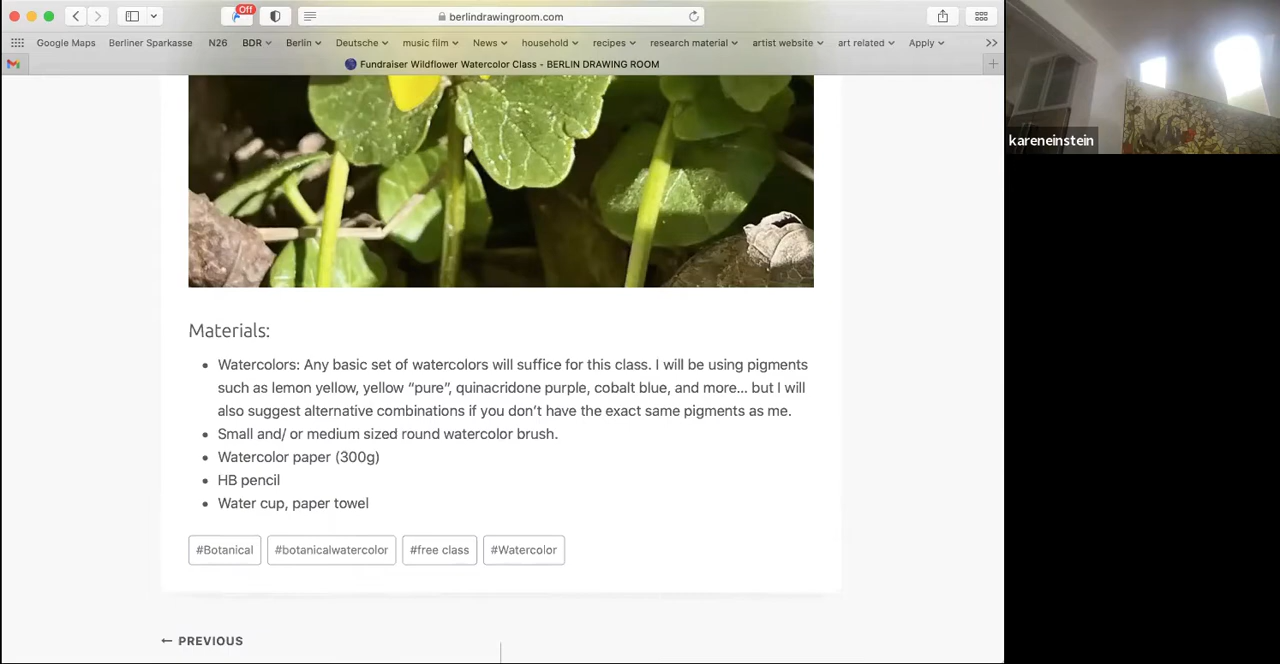 Off
berlindrawingroom.com
Google Maps Berliner Sparkasse N26 BDR Berlin Deutsche music film News household recipes research material artist website art related Apply
Fundraiser Wildflower Watercolor Class - BERLIN DRAWING ROOM
kareneinstein
Materials:
• Watercolors: Any basic set of watercolors will suffice for this class. I will be using pigments
such as lemon yellow, yellow “pure”, quinacridone purple, cobalt blue, and more... but I will
also suggest alternative combinations if you don’t have the exact same pigments as me.
• Small and/ or medium sized round watercolor brush.
• Watercolor paper (300g)
• HB pencil
• Water cup, paper towel
#Botanical #botanicalwatercolor #free class #Watercolor
← PREVIOUS